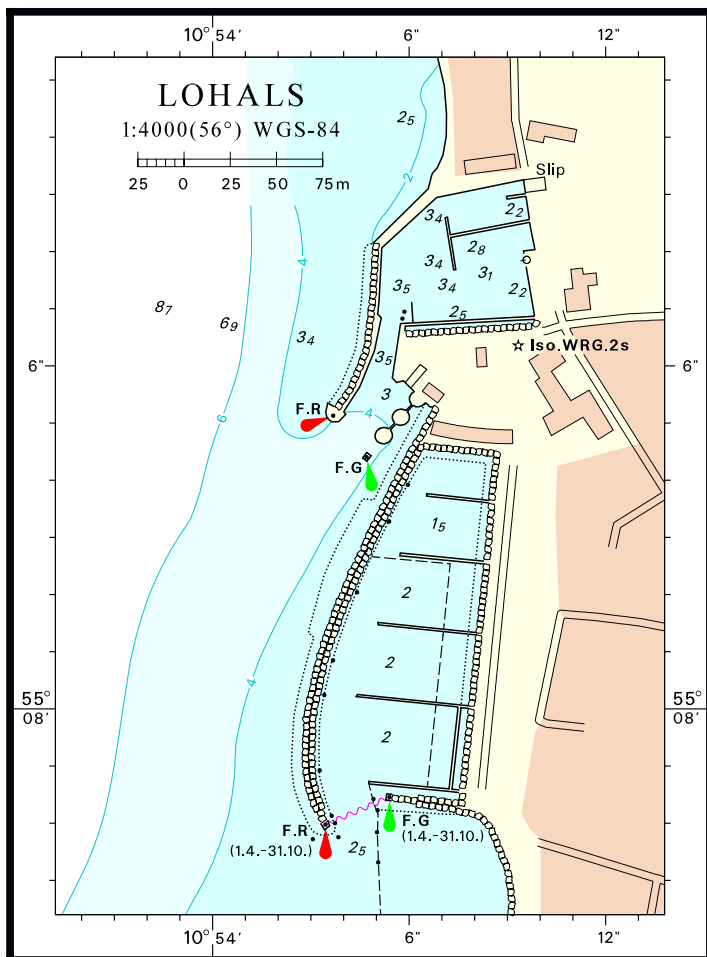 10° 54′ 6″ 12″
LOHALS
1:4000(56°) WGS-84
25 0 25 50 75 m
2₅
2
4
Slip
3₄
2₂
2₈
3₄
3₁
3₅
3₄
2₂
2₅
8₇
6₉
3₄
3₅
Iso.WRG.2s
6″
3
6
F.R
4
F.G
1₅
2
2
4
55° 08′
55° 08′
2
F.R
(1.4.-31.10.)
F.G
(1.4.-31.10.)
2₅
10° 54′ 6″ 12″